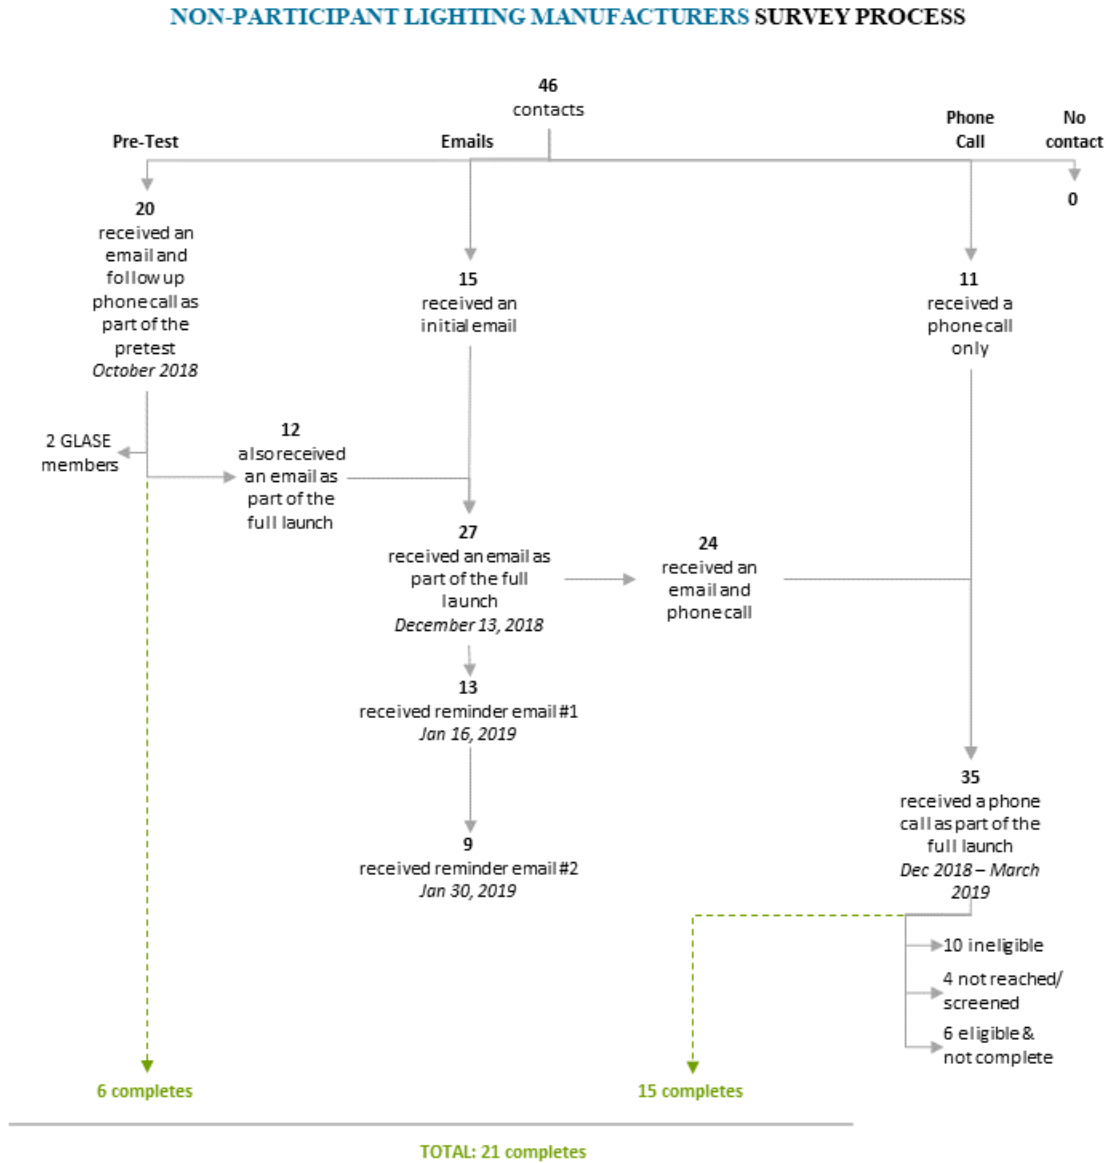 NON-PARTICIPANT LIGHTING MANUFACTURERS SURVEY PROCESS
46
contacts
Pre-Test
Emails
Phone
Call
No
contact
20
received an
email and
follow up
phone call as
part of the
pretest
October 2018
15
received an
initial email
11
received a
phone call
only
0
2 GLASE
members
12
also received
an email as
part of the
full launch
27
received an email as
part of the full
launch
December 13, 2018
24
received an
email and
phone call
13
received reminder email #1
Jan 16, 2019
9
received reminder email #2
Jan 30, 2019
35
received a phone
call as part of the
full launch
Dec 2018 – March
2019
10 ineligible
4 not reached/
screened
6 eligible &
not complete
6 completes
15 completes
TOTAL: 21 completes